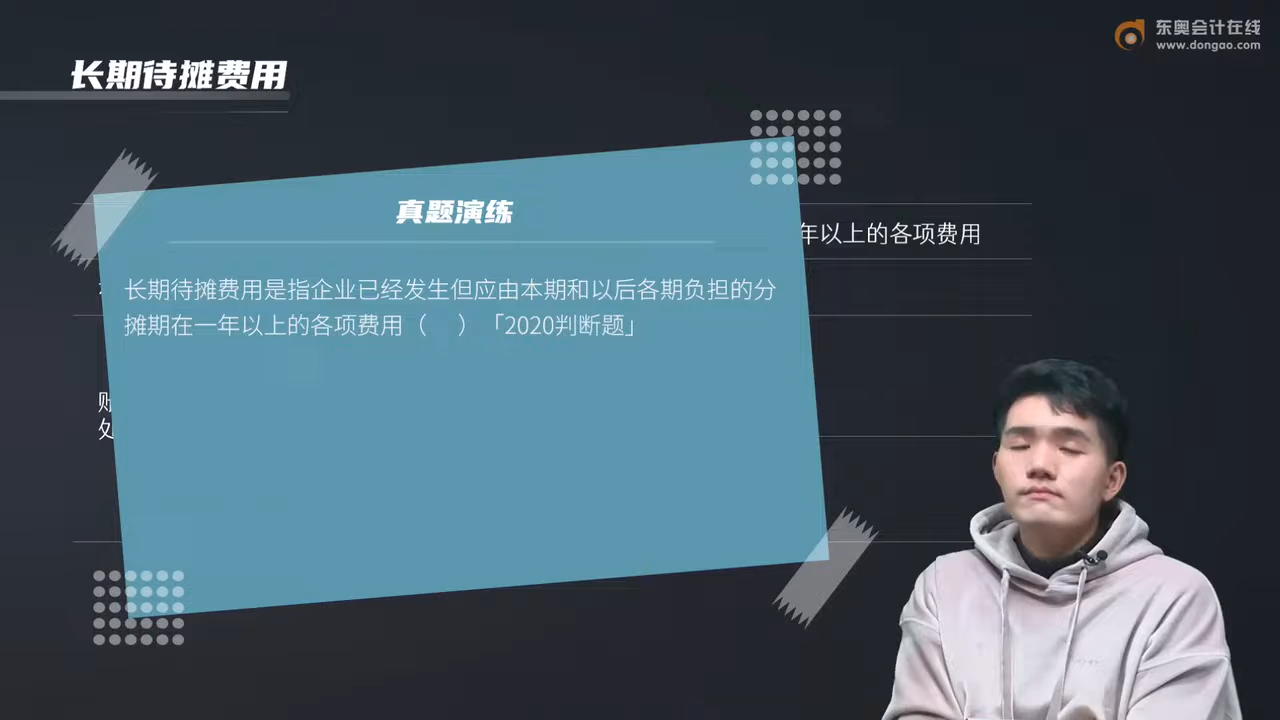 东奥会计在线
www.dongao.com
长期待摊费用
真题演练
年以上的各项费用
长期待摊费用是指企业已经发生但应由本期和以后各期负担的分
摊期在一年以上的各项费用（　）「2020判断题」
处